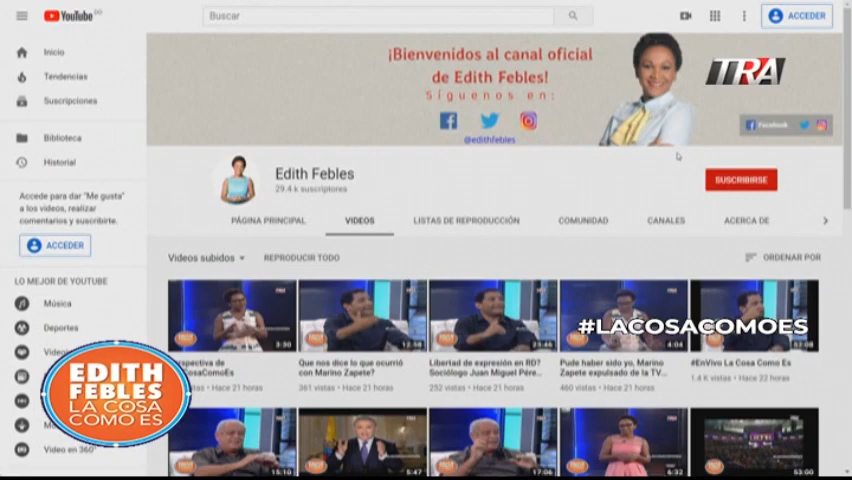 YouTube DO
Buscar
ACCEDER
Inicio
Tendencias
Suscripciones
Biblioteca
Historial
Accede para dar "Me gusta"
a los videos, realizar
comentarios y suscribirte.
ACCEDER
LO MEJOR DE YOUTUBE
Música
Deportes
Video en 360°
¡Bienvenidos al canal oficial
de Edith Febles!
Síguenos en:
@edithfebles
TRA
Facebook
Edith Febles
29.4 k suscriptores
SUSCRIBIRSE
PÁGINA PRINCIPAL
VIDEOS
LISTAS DE REPRODUCCIÓN
COMUNIDAD
CANALES
ACERCA DE
Videos subidos
REPRODUCIR TODO
ORDENAR POR
3:30
12:58
25:46
4:04
52:08
#LACOSACOMOES
perspectiva de
CosaComoEs
vistas • Hace 21 horas
Que nos dice lo que ocurrió
con Marino Zapete?
361 vistas • Hace 21 horas
Libertad de expresión en RD?
Sociólogo Juan Miguel Pére...
252 vistas • Hace 21 horas
Pude haber sido yo, Marino
Zapete expulsado de la TV...
460 vistas • Hace 21 horas
#EnVivo La Cosa Como Es
1.4 K vistas • Hace 22 horas
15:10
5:47
17:06
6:32
53:00
EDITH
FEBLES
LA COSA
COMO ES